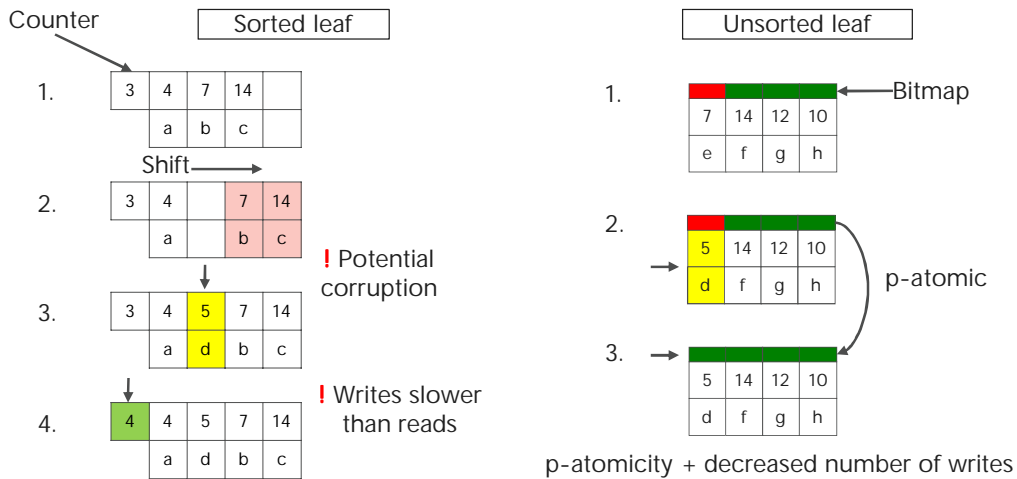 Counter
Sorted leaf
1.
3 4 7 14
a b c
Shift
2.
3 4 7 14
a b c
! Potential
corruption
3.
3 4 5 7 14
a d b c
! Writes slower
than reads
4.
4 4 5 7 14
a d b c
Unsorted leaf
1.
Bitmap
7 14 12 10
e f g h
2.
5 14 12 10
d f g h
p-atomic
3.
5 14 12 10
d f g h
p-atomicity + decreased number of writes